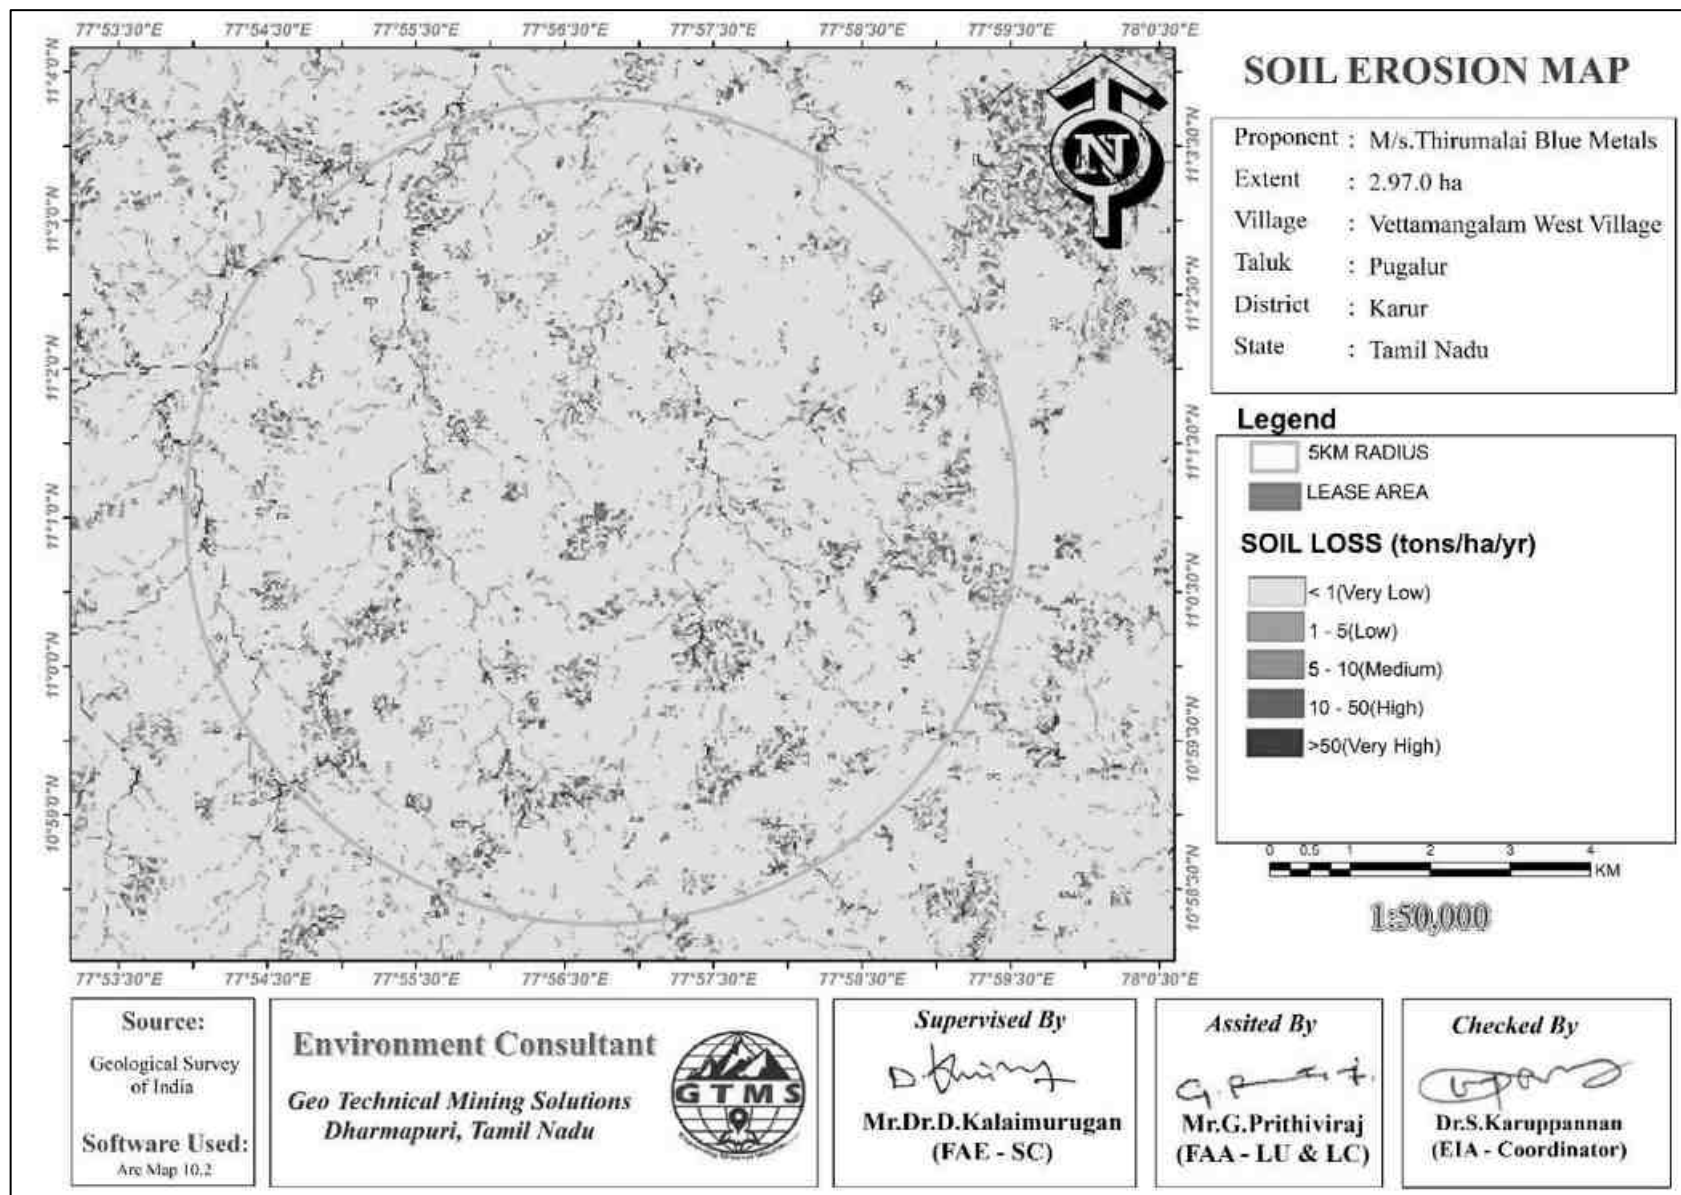 77°53'30"E 77°54'30"E 77°55'30"E 77°56'30"E 77°57'30"E 77°58'30"E 77°59'30"E 78°0'30"E
11°4'0"N
11°3'0"N
11°2'0"N
11°1'0"N
11°0'0"N
10°59'0"N
N
11°3'30"N
11°2'30"N
11°1'30"N
11°0'30"N
10°59'30"N
10°58'30"N
77°53'30"E 77°54'30"E 77°55'30"E 77°56'30"E 77°57'30"E 77°58'30"E 77°59'30"E 78°0'30"E
SOIL EROSION MAP
Proponent : M/s.Thirumalai Blue Metals
Extent : 2.97.0 ha
Village : Vettamangalam West Village
Taluk : Pugalur
District : Karur
State : Tamil Nadu
Legend
5KM RADIUS
LEASE AREA
SOIL LOSS (tons/ha/yr)
< 1(Very Low)
1 - 5(Low)
5 - 10(Medium)
10 - 50(High)
>50(Very High)
0 0.5 1 2 3 4
KM
1:50,000
Source:
Geological Survey
of India
Software Used:
Arc Map 10.2
Environment Consultant
Geo Technical Mining Solutions
Dharmapuri, Tamil Nadu
GTMS
Supervised By
Mr.Dr.D.Kalaimurugan
(FAE - SC)
Assited By
Mr.G.Prithiviraj
(FAA - LU & LC)
Checked By
Dr.S.Karuppannan
(EIA - Coordinator)